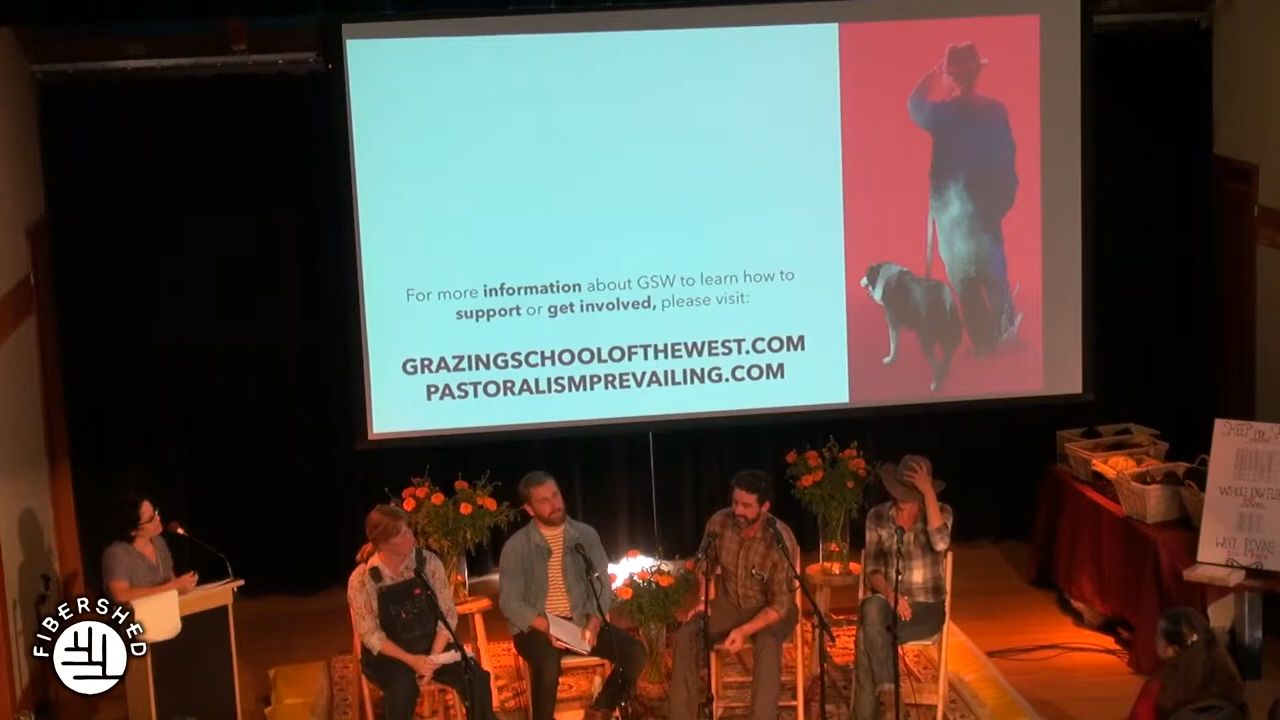 For more information about GSW to learn how to
support or get involved, please visit:
GRAZINGSCHOOLOFTHEWEST.COM
PASTORALISMPREVAILING.COM
FIBERSHED